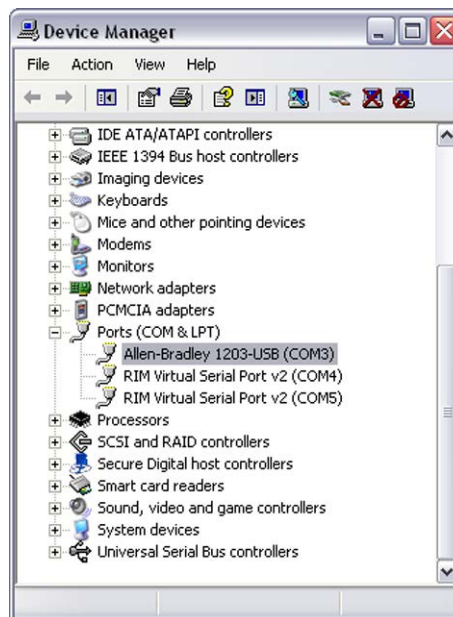 Device Manager
File Action View Help
IDE ATA/ATAPI controllers
IEEE 1394 Bus host controllers
Imaging devices
Keyboards
Mice and other pointing devices
Modems
Monitors
Network adapters
PCMCIA adapters
Ports (COM & LPT)
Allen-Bradley 1203-USB (COM3)
RIM Virtual Serial Port v2 (COM4)
RIM Virtual Serial Port v2 (COM5)
Processors
SCSI and RAID controllers
Secure Digital host controllers
Smart card readers
Sound, video and game controllers
System devices
Universal Serial Bus controllers